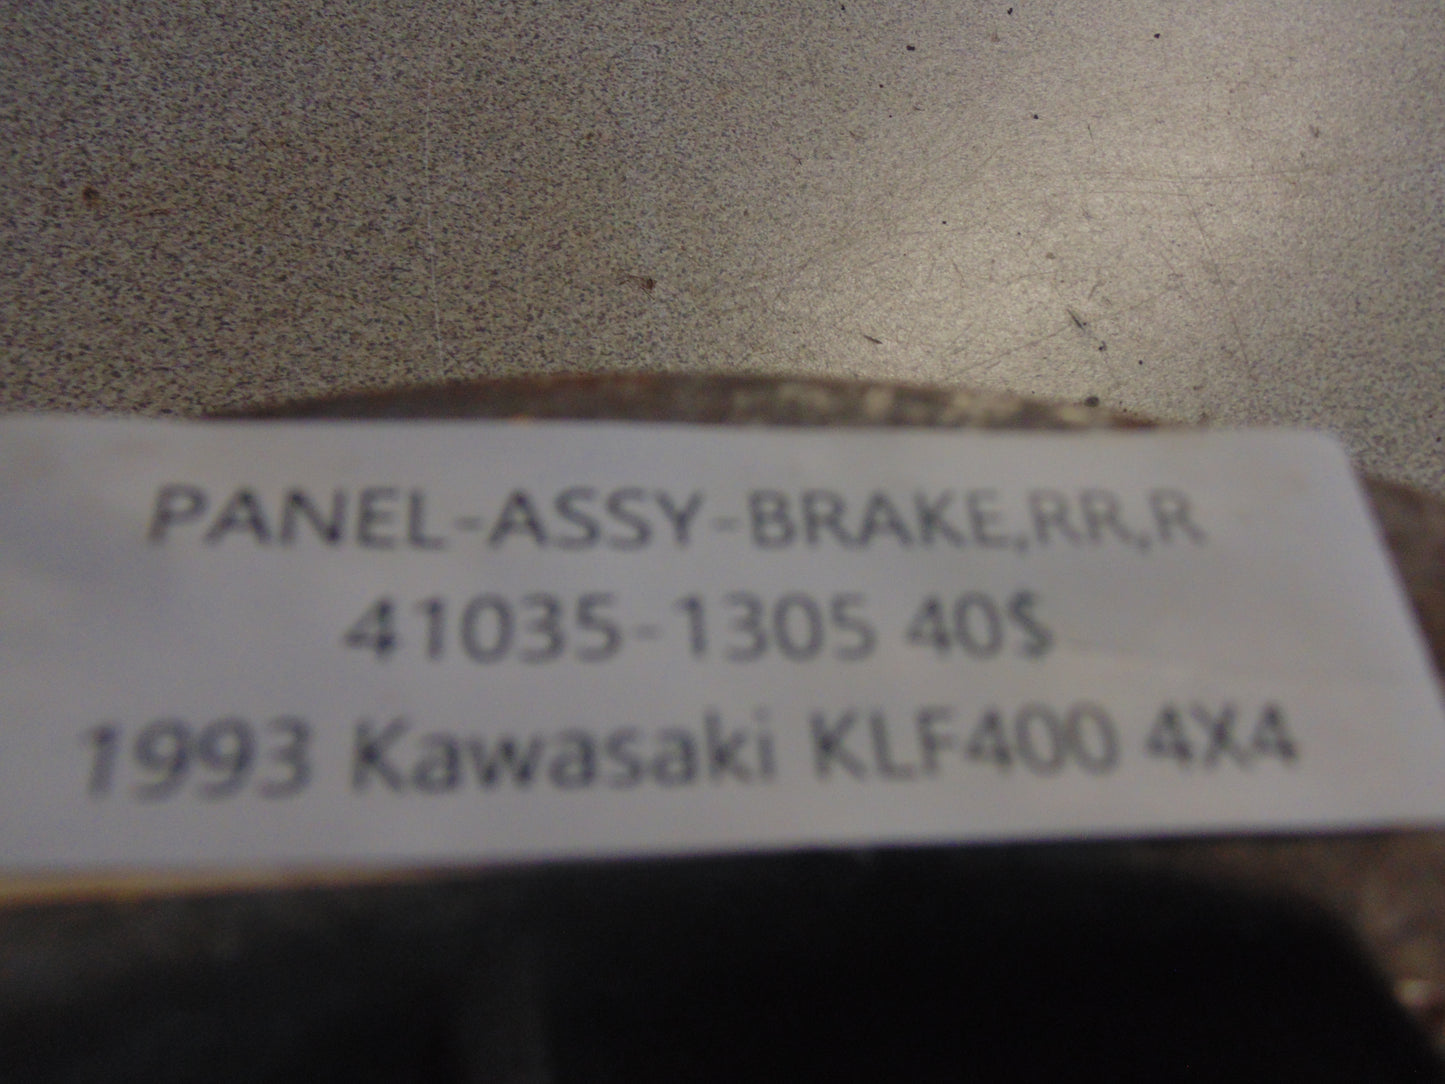 PANEL-ASSY-BRAKE,RR,R
41035-1305 40$
1993 Kawasaki KLF400 4X4